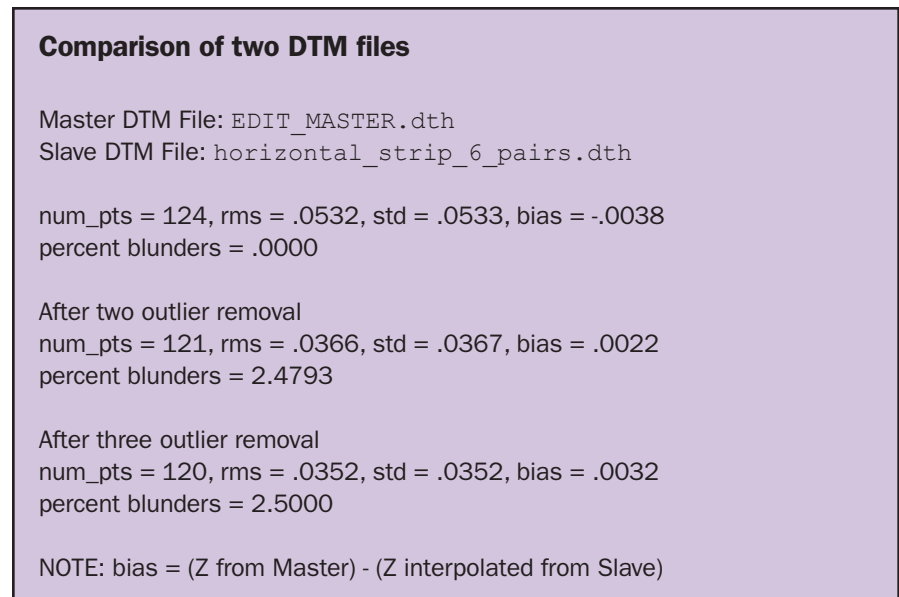 Comparison of two DTM files
Master DTM File: EDIT_MASTER.dth
Slave DTM File: horizontal_strip_6_pairs.dth
num_pts = 124, rms = .0532, std = .0533, bias = -.0038
percent blunders = .0000
After two outlier removal
num_pts = 121, rms = .0366, std = .0367, bias = .0022
percent blunders = 2.4793
After three outlier removal
num_pts = 120, rms = .0352, std = .0352, bias = .0032
percent blunders = 2.5000
NOTE: bias = (Z from Master) - (Z interpolated from Slave)